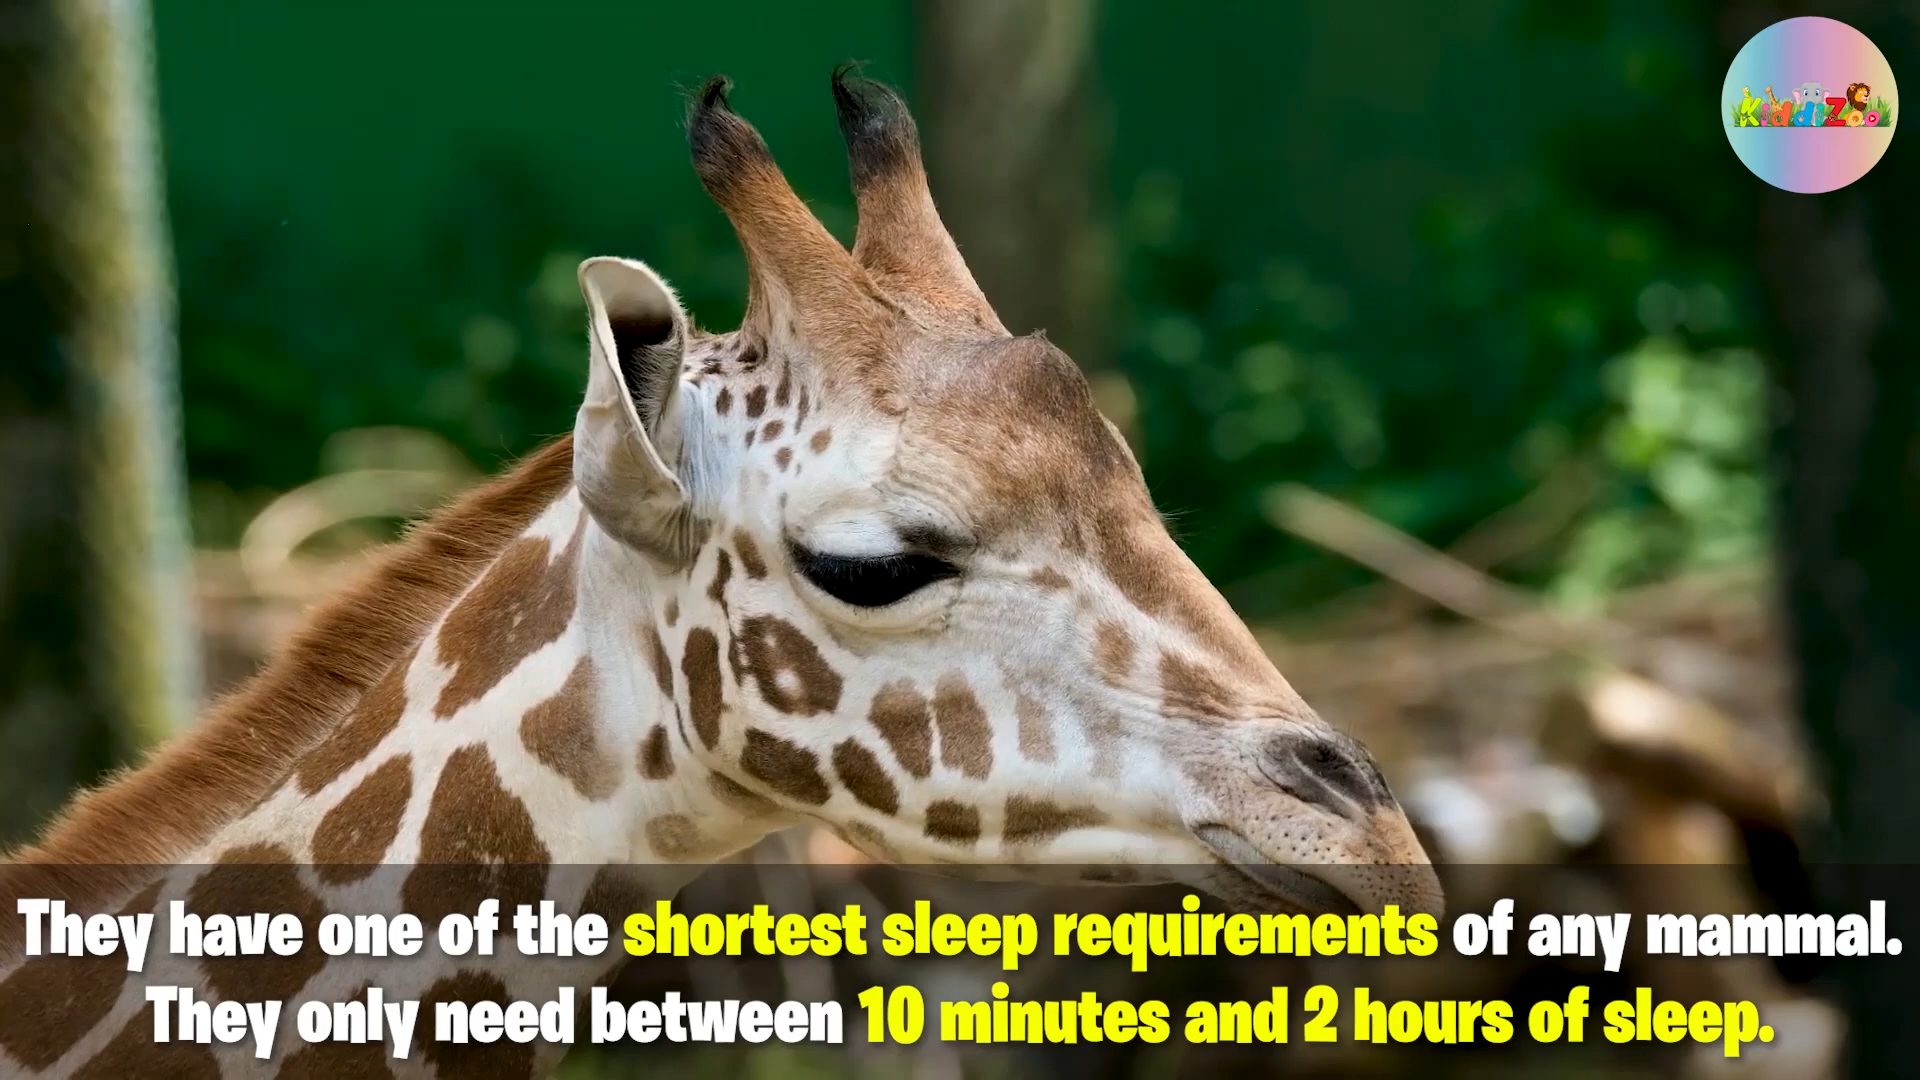 KiddiZoo
They have one of the shortest sleep requirements of any mammal.
They only need between 10 minutes and 2 hours of sleep.